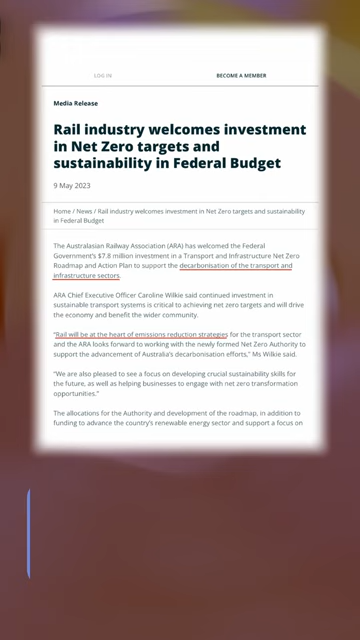 LOG IN
BECOME A MEMBER
Media Release
Rail industry welcomes investment
in Net Zero targets and
sustainability in Federal Budget
9 May 2023
Home / News / Rail industry welcomes investment in Net Zero targets and sustainability
in Federal Budget
The Australasian Railway Association (ARA) has welcomed the Federal
Government's $7.8 million investment in a Transport and Infrastructure Net Zero
Roadmap and Action Plan to support the decarbonisation of the transport and
infrastructure sectors.
ARA Chief Executive Officer Caroline Wilkie said continued investment in
sustainable transport systems is critical to achieving net zero targets and will drive
the economy and benefit the wider community.
"Rail will be at the heart of emissions reduction strategies for the transport sector
and the ARA looks forward to working with the newly formed Net Zero Authority to
support the advancement of Australia's decarbonisation efforts," Ms Wilkie said.
"We are also pleased to see a focus on developing crucial sustainability skills for
the future, as well as helping businesses to engage with net zero transformation
opportunities."
The allocations for the Authority and development of the roadmap, in addition to
funding to advance the country's renewable energy sector and support a focus on